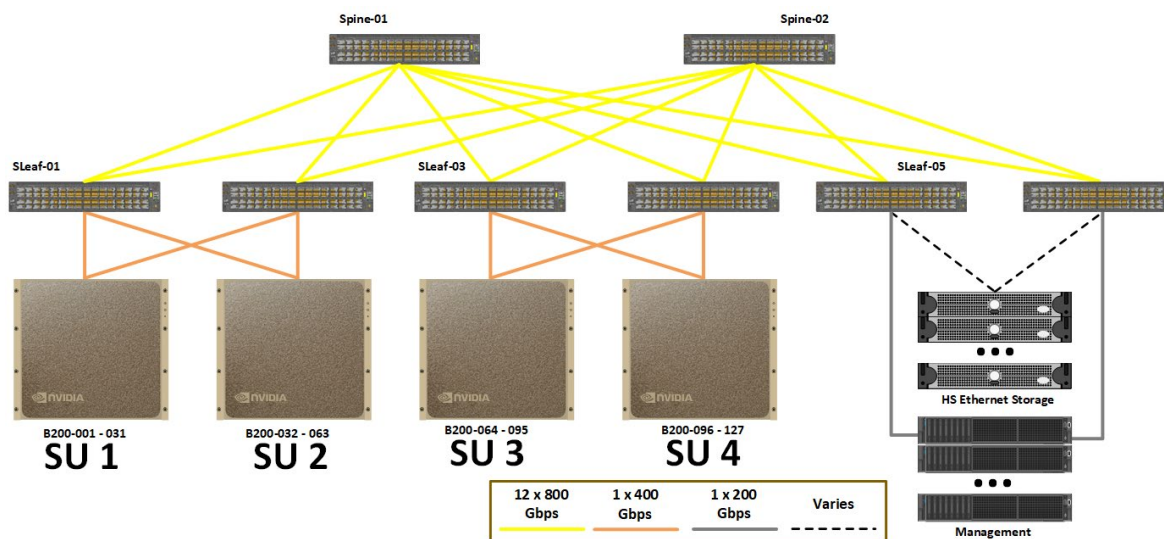 Spine-01
Spine-02
SLeaf-01
SLeaf-03
SLeaf-05
NVIDIA
NVIDIA
NVIDIA
NVIDIA
HS Ethernet Storage
B200-001 - 031
B200-032 - 063
B200-064 - 095
B200-096 - 127
SU 1
SU 2
SU 3
SU 4
12 x 800
Gbps
1 x 400
Gbps
1 x 200
Gbps
Varies
Management